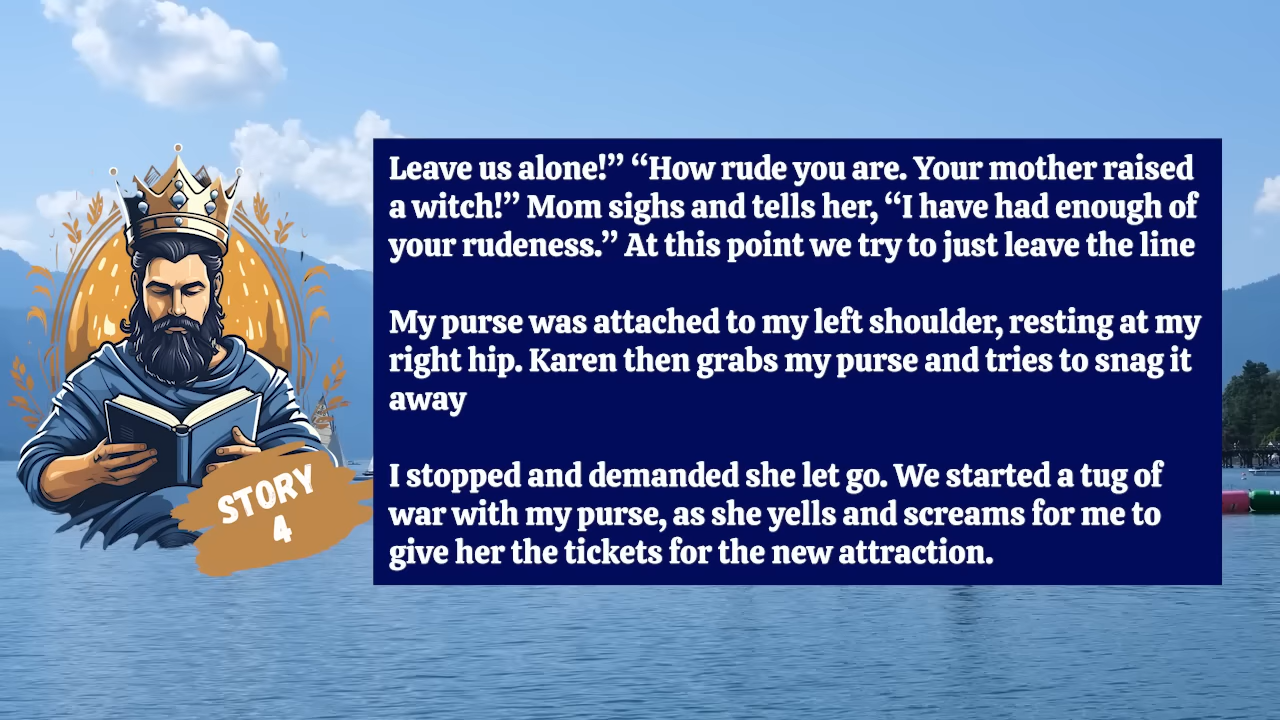 Leave us alone!” “How rude you are. Your mother raised
a witch!” Mom sighs and tells her, “I have had enough of
your rudeness.” At this point we try to just leave the line
My purse was attached to my left shoulder, resting at my
right hip. Karen then grabs my purse and tries to snag it
away
I stopped and demanded she let go. We started a tug of
war with my purse, as she yells and screams for me to
give her the tickets for the new attraction.
STORY
4